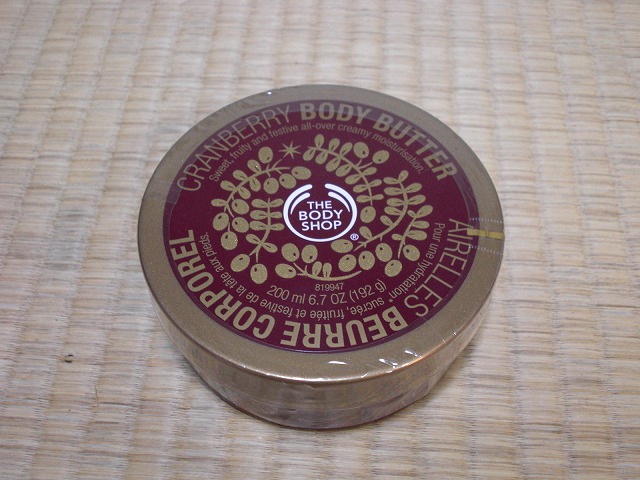 CRANBERRY BODY BUTTER
Sweet, fruity and festive all-over creamy moisturisation.
THE
BODY
SHOP
®
819947
200 ml 6.7 OZ (192 g)
AIRELLES BEURRE CORPOREL
Pour une hydratation sucrée, fruitée et festive de la tête aux pieds.